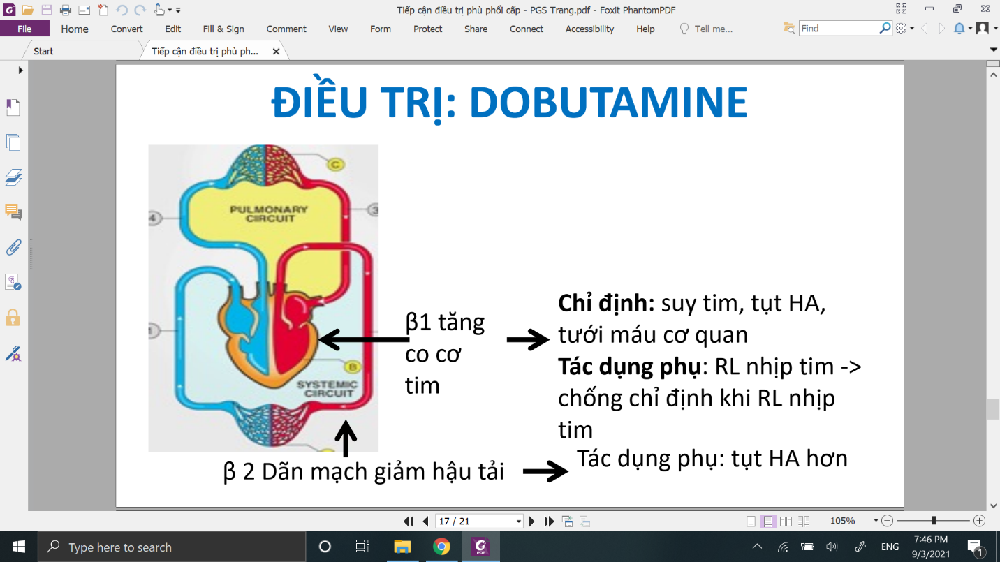 Tiếp cận điều trị phù phổi cấp - PGS Trang.pdf - Foxit PhantomPDF
File Home Convert Edit Fill & Sign Comment View Form Protect Share Connect Accessibility Help Tell me... Find
Start Tiếp cận điều trị phù ph...
ĐIỀU TRỊ: DOBUTAMINE
C
PULMONARY
CIRCUIT
3
4
1
B
SYSTEMIC
CIRCUIT
β1 tăng
co cơ
tim
Chỉ định: suy tim, tụt HA,
tưới máu cơ quan
Tác dụng phụ: RL nhịp tim ->
chống chỉ định khi RL nhịp
tim
β 2 Dãn mạch giảm hậu tải
Tác dụng phụ: tụt HA hơn
17 / 21
105%
Type here to search
ENG
7:46 PM
9/3/2021
1